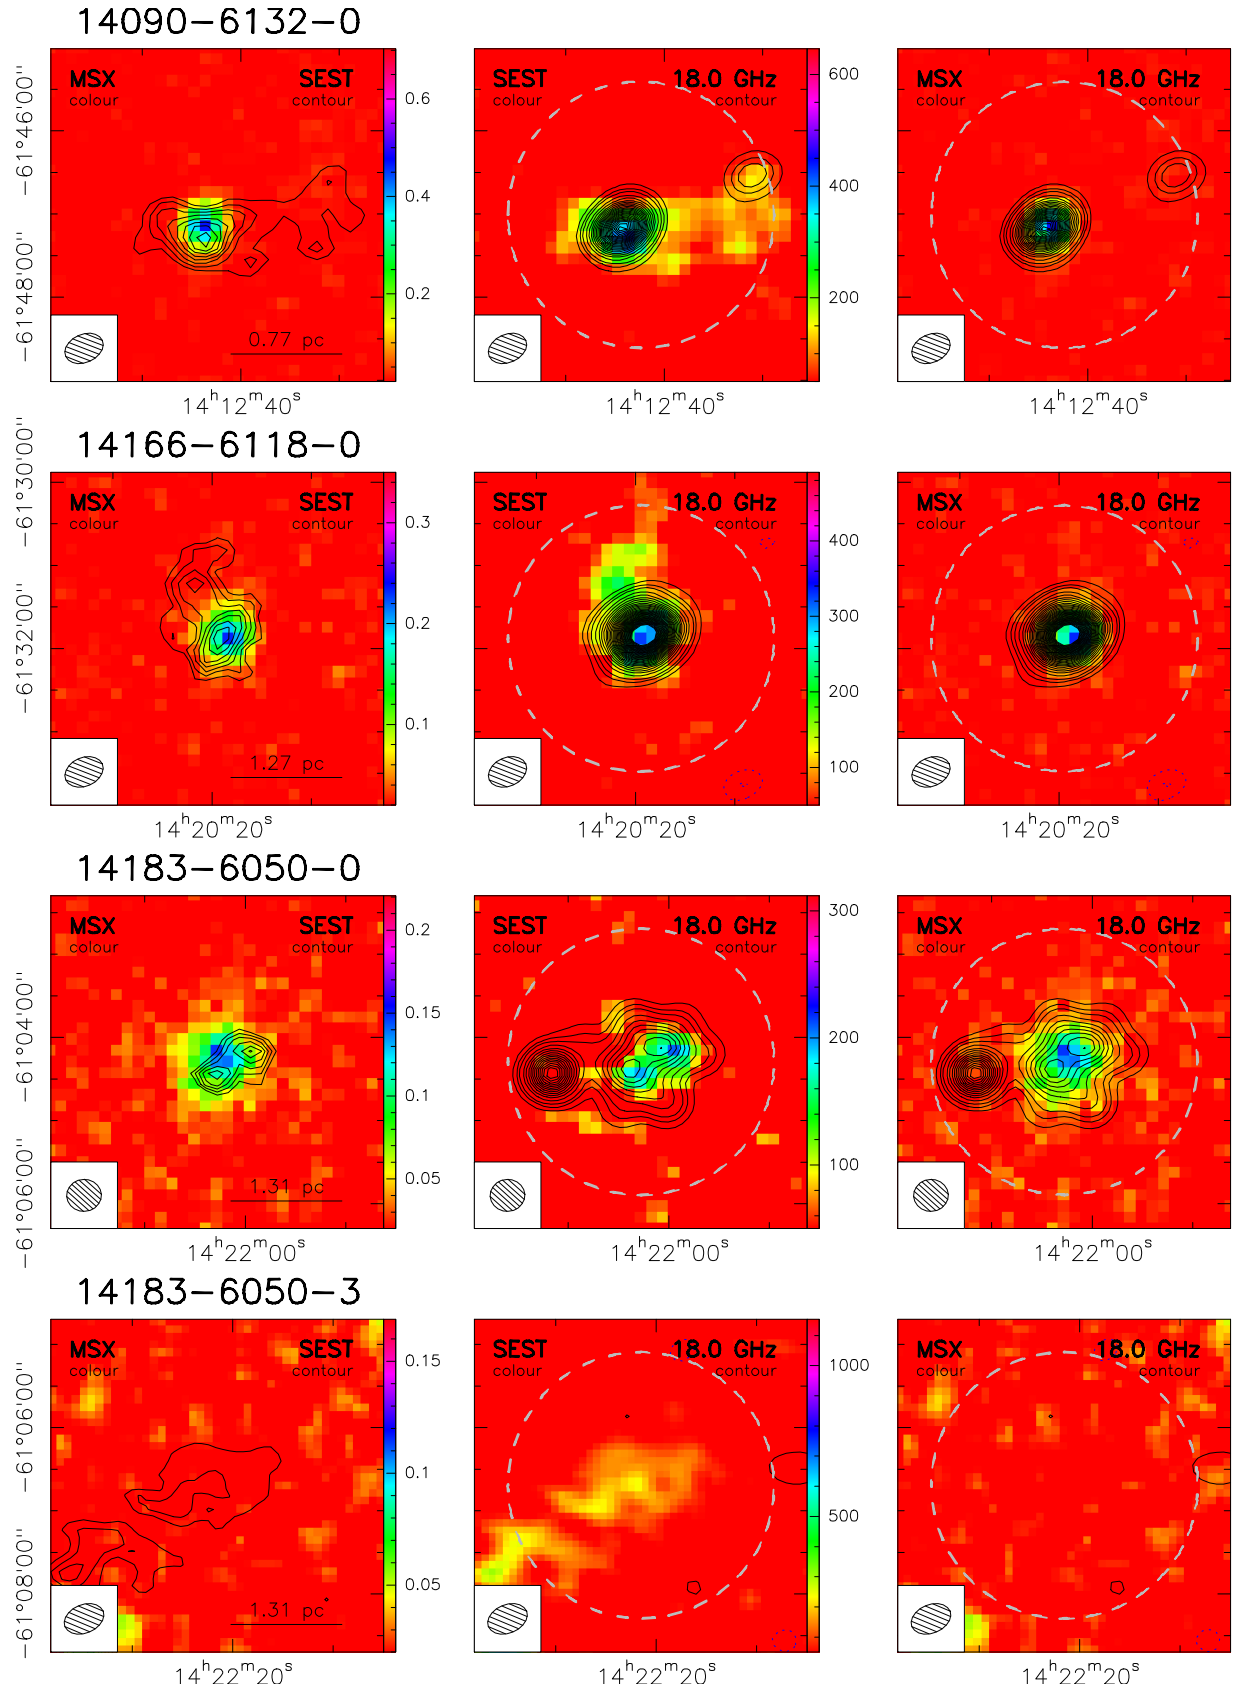 14090−6132−0
MSX
colour
SEST
contour
0.77 pc
0.6
0.4
0.2
−61°46'00"
−61°48'00"
14h12m40s
SEST
colour
18.0 GHz
contour
600
400
200
14h12m40s
MSX
colour
18.0 GHz
contour
14h12m40s
14166−6118−0
MSX
colour
SEST
contour
1.27 pc
0.3
0.2
0.1
−61°30'00"
−61°32'00"
14h20m20s
SEST
colour
18.0 GHz
contour
400
300
200
100
14h20m20s
MSX
colour
18.0 GHz
contour
14h20m20s
14183−6050−0
MSX
colour
SEST
contour
1.31 pc
0.2
0.15
0.1
0.05
−61°04'00"
−61°06'00"
14h22m00s
SEST
colour
18.0 GHz
contour
300
200
100
14h22m00s
MSX
colour
18.0 GHz
contour
14h22m00s
14183−6050−3
MSX
colour
SEST
contour
1.31 pc
0.15
0.1
0.05
−61°06'00"
−61°08'00"
14h22m20s
SEST
colour
18.0 GHz
contour
1000
500
14h22m20s
MSX
colour
18.0 GHz
contour
14h22m20s